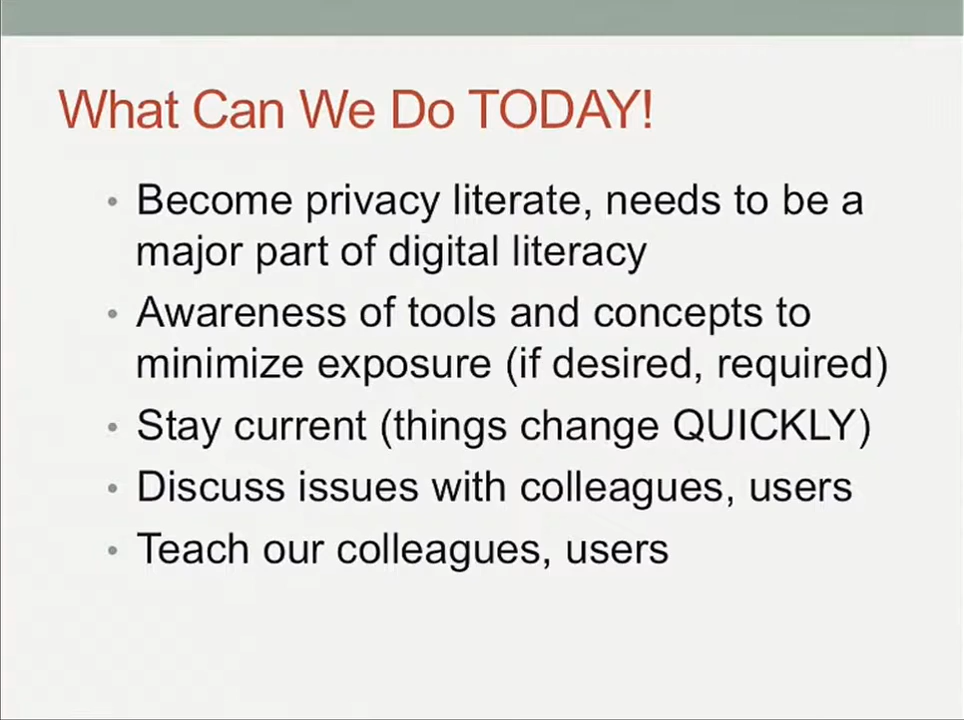 What Can We Do TODAY!
• Become privacy literate, needs to be a
major part of digital literacy
• Awareness of tools and concepts to
minimize exposure (if desired, required)
• Stay current (things change QUICKLY)
• Discuss issues with colleagues, users
• Teach our colleagues, users